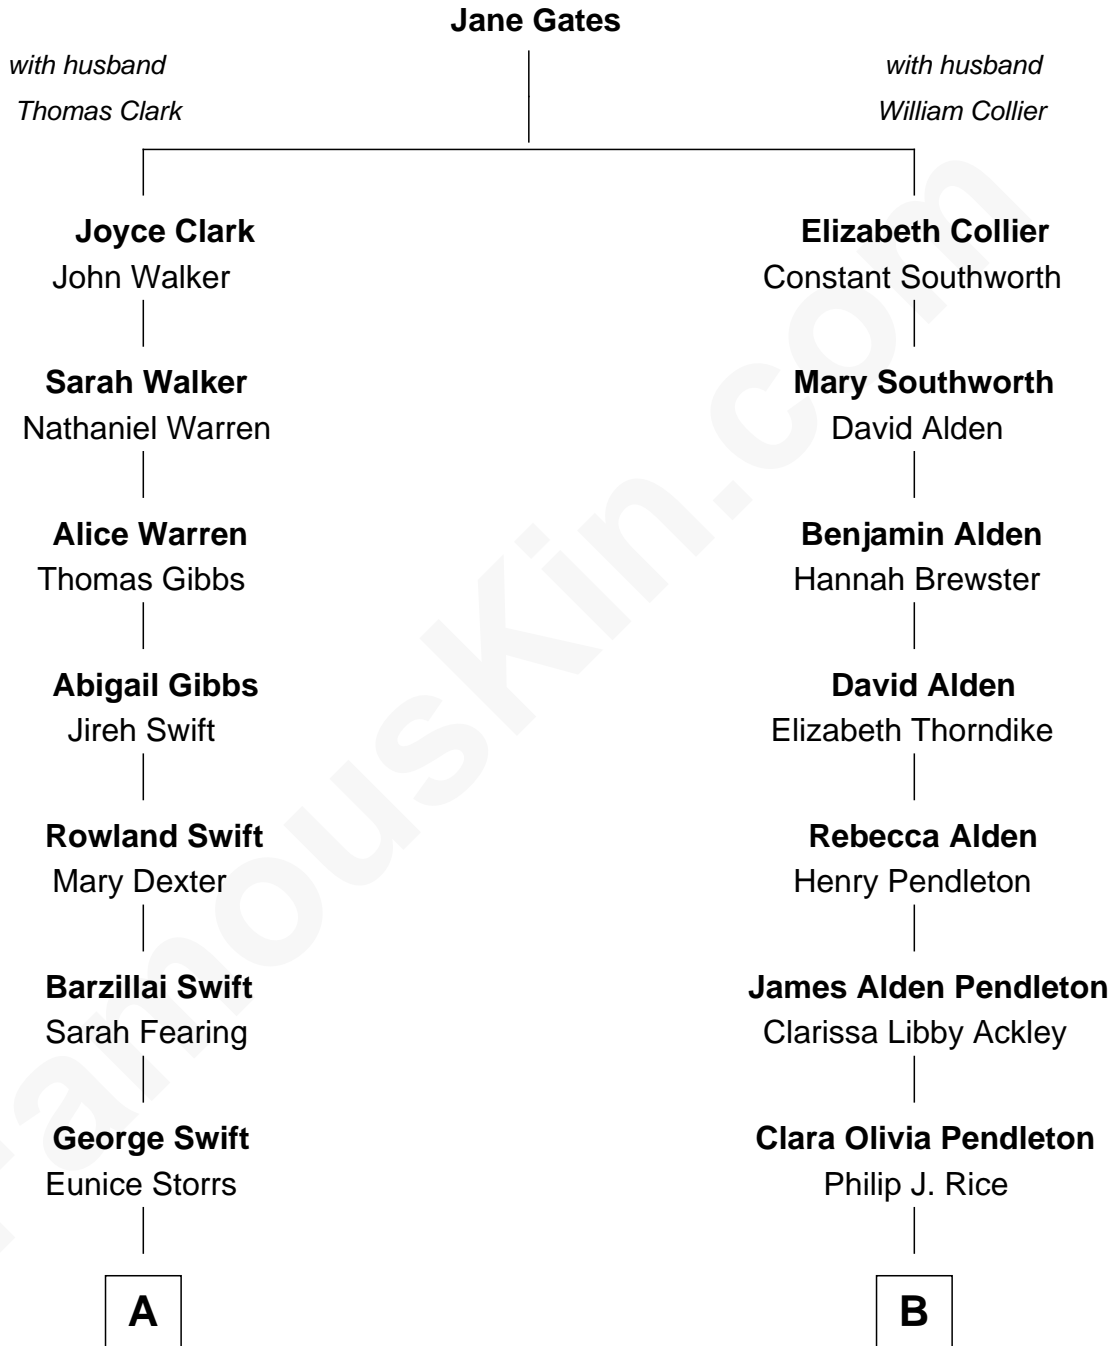 Jane Gates
with husband
Thomas Clark
with husband
William Collier
Joyce Clark
John Walker
Sarah Walker
Nathaniel Warren
Alice Warren
Thomas Gibbs
Abigail Gibbs
Jireh Swift
Rowland Swift
Mary Dexter
Barzillai Swift
Sarah Fearing
George Swift
Eunice Storrs
A
Elizabeth Collier
Constant Southworth
Mary Southworth
David Alden
Benjamin Alden
Hannah Brewster
David Alden
Elizabeth Thorndike
Rebecca Alden
Henry Pendleton
James Alden Pendleton
Clarissa Libby Ackley
Clara Olivia Pendleton
Philip J. Rice
B
FamousKin.com